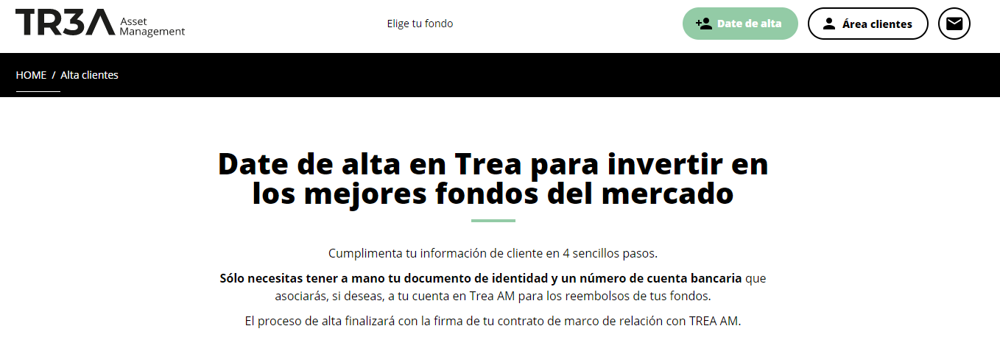 TR3A Asset
Management
Elige tu fondo
Date de alta
Área clientes
HOME / Alta clientes
Date de alta en Trea para invertir en
los mejores fondos del mercado
Cumplimenta tu información de cliente en 4 sencillos pasos.
Sólo necesitas tener a mano tu documento de identidad y un número de cuenta bancaria que
asociarás, si deseas, a tu cuenta en Trea AM para los reembolsos de tus fondos.
El proceso de alta finalizará con la firma de tu contrato de marco de relación con TREA AM.